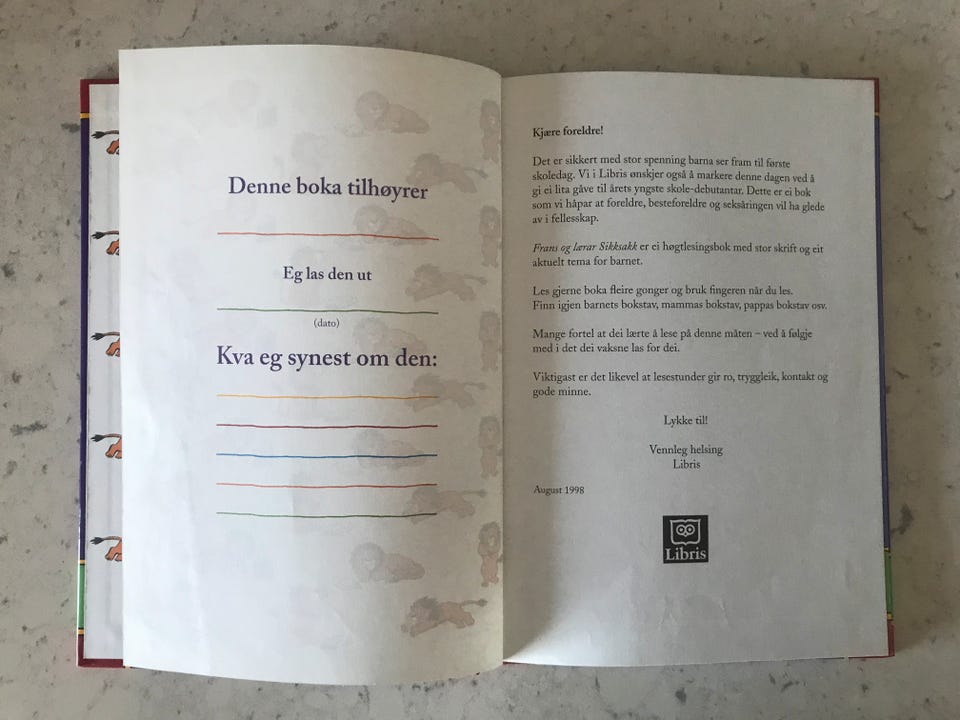 Denne boka tilhøyrer
Eg las den ut
(dato)
Kva eg synest om den:
Kjære foreldre!
Det er sikkert med stor spenning barna ser fram til første
skoledag. Vi i Libris ønskjer også å markere denne dagen ved å
gi ei lita gåve til årets yngste skole-debutantar. Dette er ei bok
som vi håpar at foreldre, besteforeldre og seksåringen vil ha glede
av i fellesskap.
Frans og lærar Sikksakk er ei høgtlesingsbok med stor skrift og eit
aktuelt tema for barnet.
Les gjerne boka fleire gonger og bruk fingeren når du les.
Finn igjen barnets bokstav, mammas bokstav, pappas bokstav osv.
Mange fortel at dei lærte å lese på denne måten – ved å følgje
med i det dei vaksne las for dei.
Viktigast er det likevel at lesestunder gir ro, tryggleik, kontakt og
gode minne.
Lykke til!
Vennleg helsing
Libris
August 1998
Libris